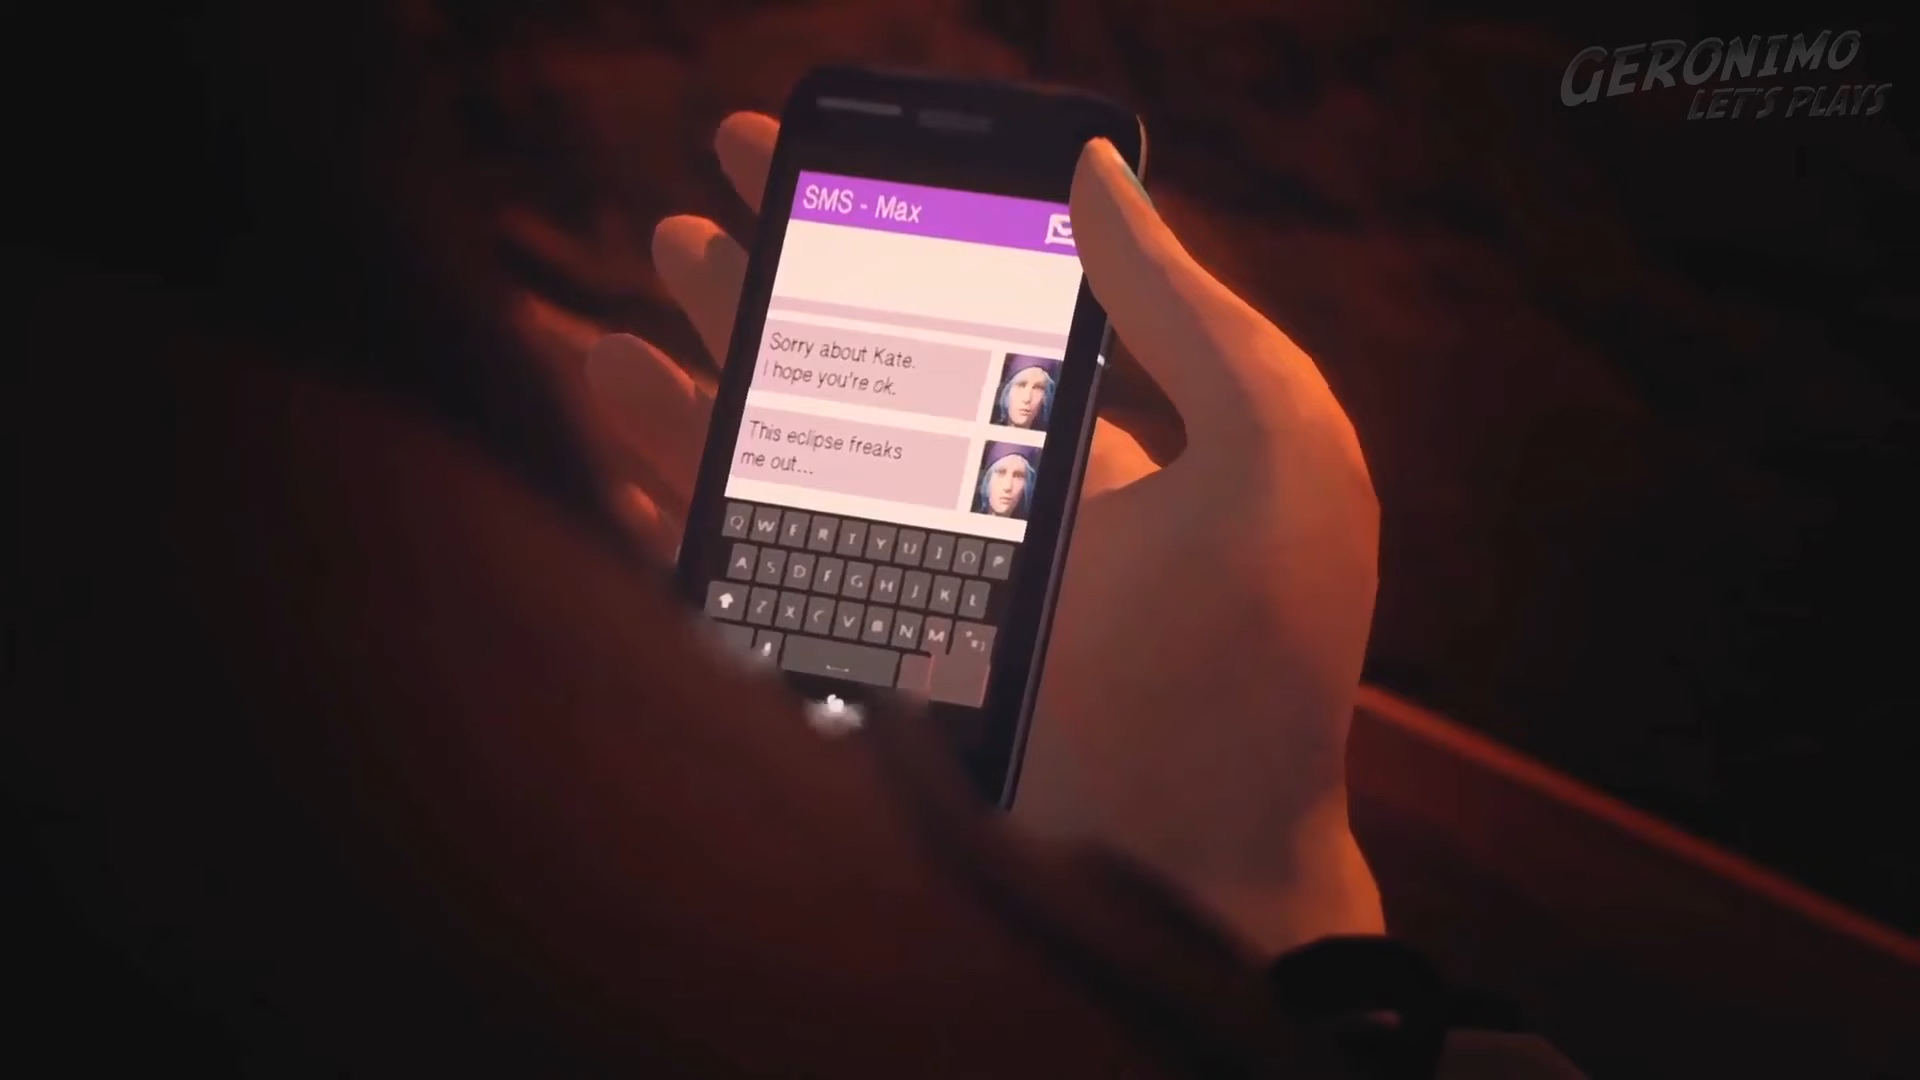 GERONIMO
LET'S PLAYS
SMS - Max
Sorry about Kate.
I hope you're ok.
This eclipse freaks
me out...
Q W E R T Y U I O P
A S D F G H J K L
Z X C V B N M